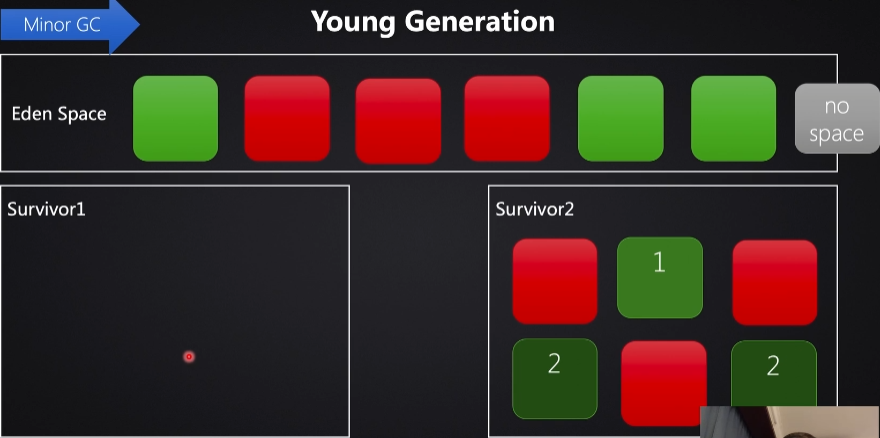 Minor GC
Young Generation
Eden Space
no
space
Survivor1
Survivor2
1
2
2